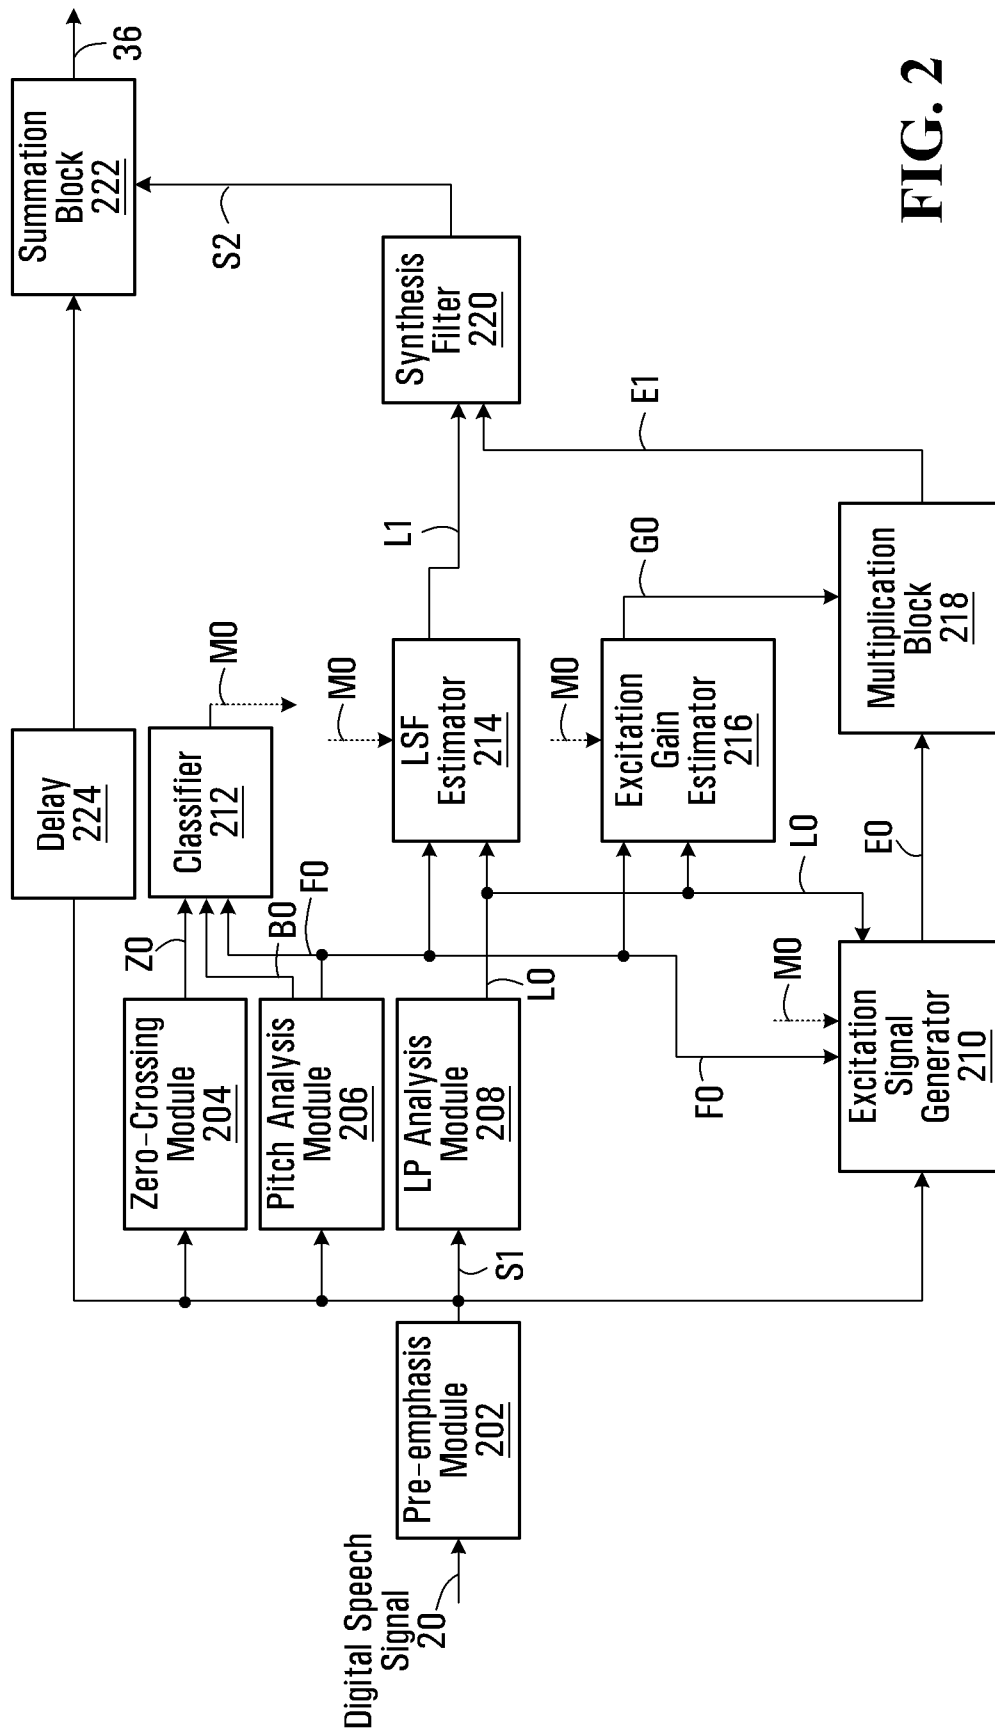 Digital Speech
Signal
20
Pre-emphasis
Module
202
S1
Delay
224
Zero-Crossing
Module
204
Z0
Pitch Analysis
Module
206
B0
F0
LP Analysis
Module
208
L0
Classifier
212
M0
M0
LSF
Estimator
214
L1
M0
Excitation
Gain
Estimator
216
G0
L0
F0
M0
Excitation
Signal
Generator
210
E0
Multiplication
Block
218
E1
Synthesis
Filter
220
S2
Summation
Block
222
36
FIG. 2